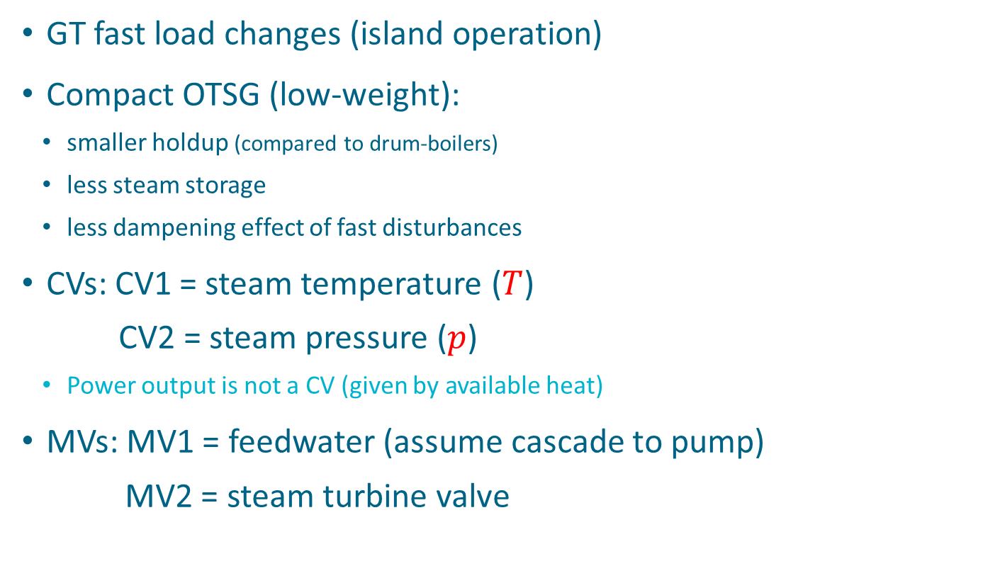 • GT fast load changes (island operation)
• Compact OTSG (low-weight):
• smaller holdup (compared to drum-boilers)
• less steam storage
• less dampening effect of fast disturbances
• CVs: CV1 = steam temperature (T)
CV2 = steam pressure (p)
• Power output is not a CV (given by available heat)
• MVs: MV1 = feedwater (assume cascade to pump)
MV2 = steam turbine valve